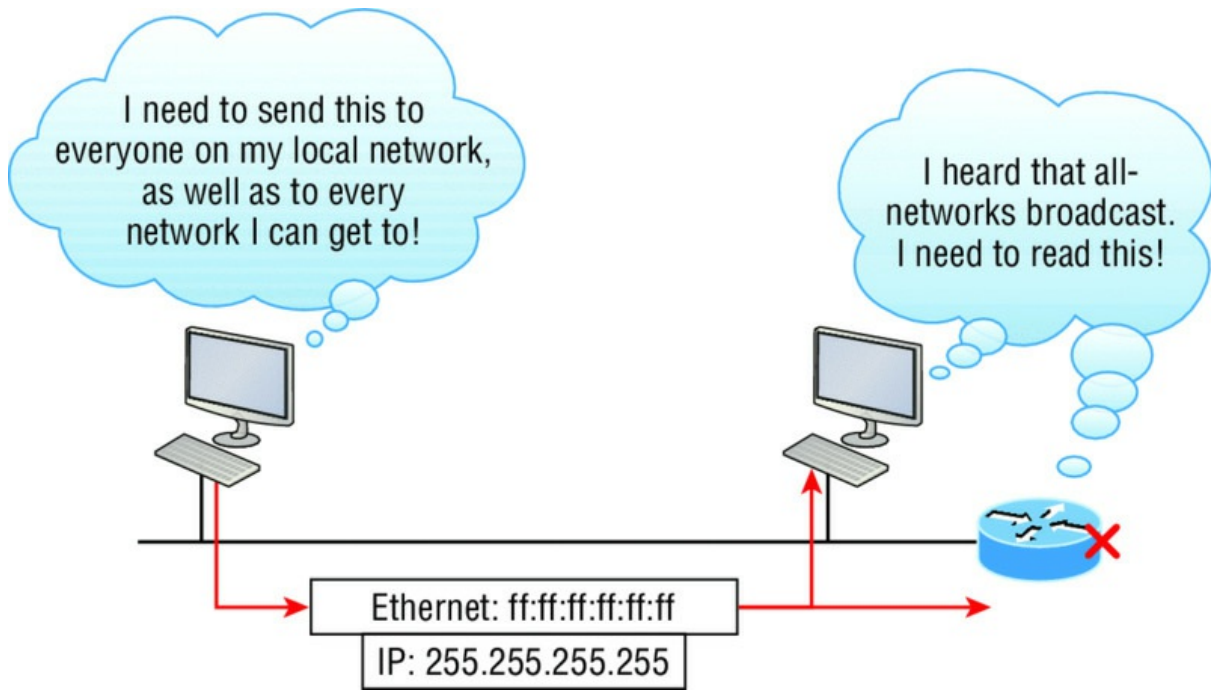 I need to send this to
everyone on my local network,
as well as to every
network I can get to!
I heard that all-
networks broadcast.
I need to read this!
Ethernet: ff:ff:ff:ff:ff:ff
IP: 255.255.255.255